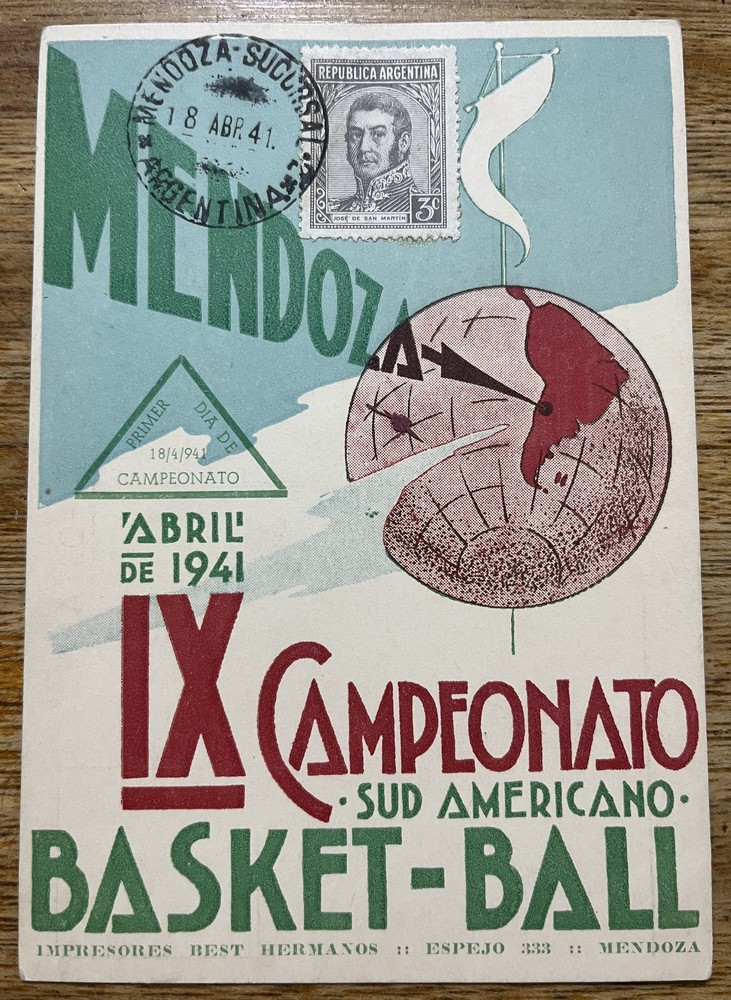 MENDOZA-SUCURSAL
18 ABR. 41.
ARGENTINA
REPUBLICA ARGENTINA
JOSÉ DE SAN MARTÍN
3c
MENDOZA
PRIMER DIA DE
18/4/941
CAMPEONATO
'ABRIL'
DE 1941
IX CAMPEONATO
·SUD AMERICANO·
BASKET-BALL
IMPRESORES BEST HERMANOS :: ESPEJO 333 :: MENDOZA